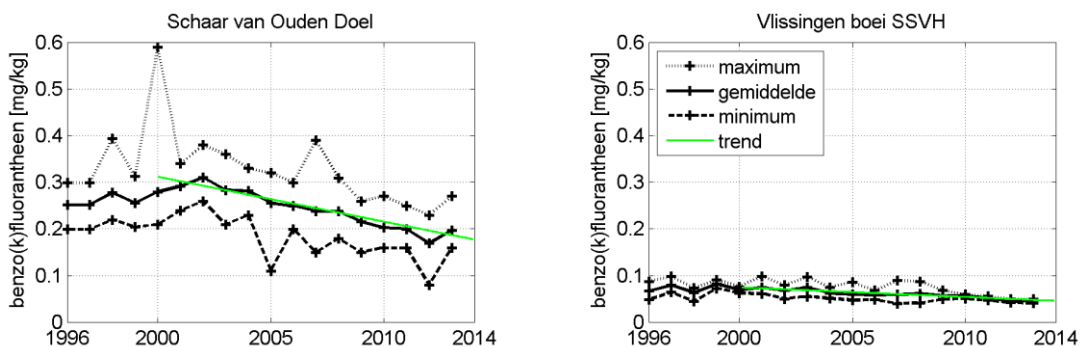 Schaar van Ouden Doel
benzo(k)fluorantheen [mg/kg]
0.6
0.5
0.4
0.3
0.2
0.1
0
1996 2000 2005 2010 2014
Vlissingen boei SSVH
benzo(k)fluorantheen [mg/kg]
0.6
0.5
0.4
0.3
0.2
0.1
0
1996 2000 2005 2010 2014
maximum
gemiddelde
minimum
trend